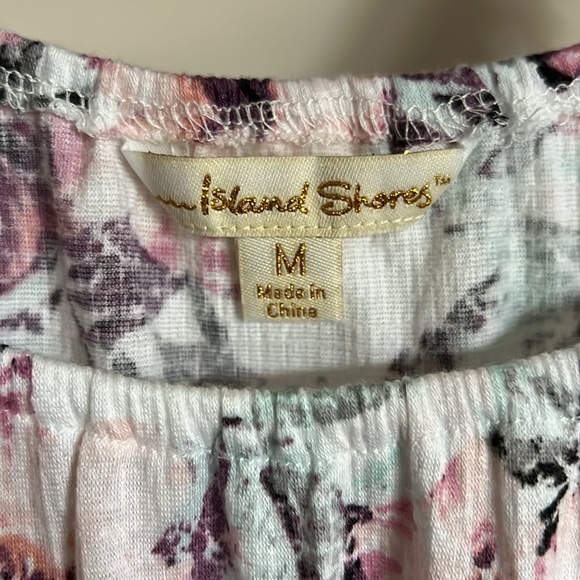 Island Shores™
M
Made in
China